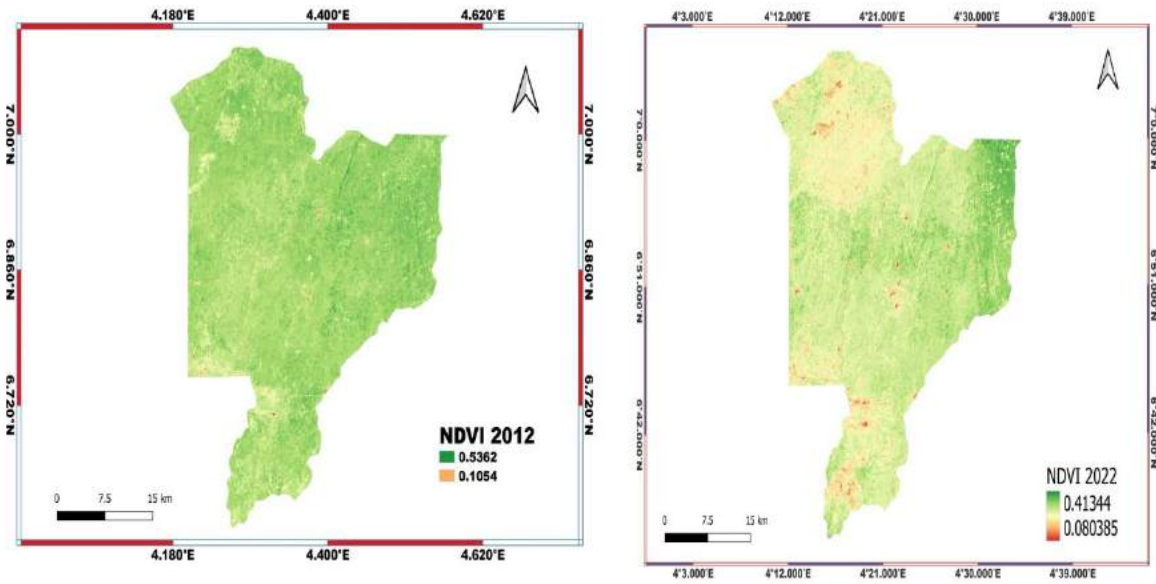 4.180°E 4.400°E 4.620°E
7.000°N 7.000°N
6.860°N 6.860°N
6.720°N 6.720°N
NDVI 2012
0.5362
0.1054
0 7.5 15 km
4.180°E 4.400°E 4.620°E
4°3.000'E 4°12.000'E 4°21.000'E 4°30.000'E 4°39.000'E
7°0.000'N 7°0.000'N
6°51.000'N 6°51.000'N
6°42.000'N 6°42.000'N
NDVI 2022
0.41344
0.080385
0 7.5 15 km
4°3.000'E 4°12.000'E 4°21.000'E 4°30.000'E 4°39.000'E